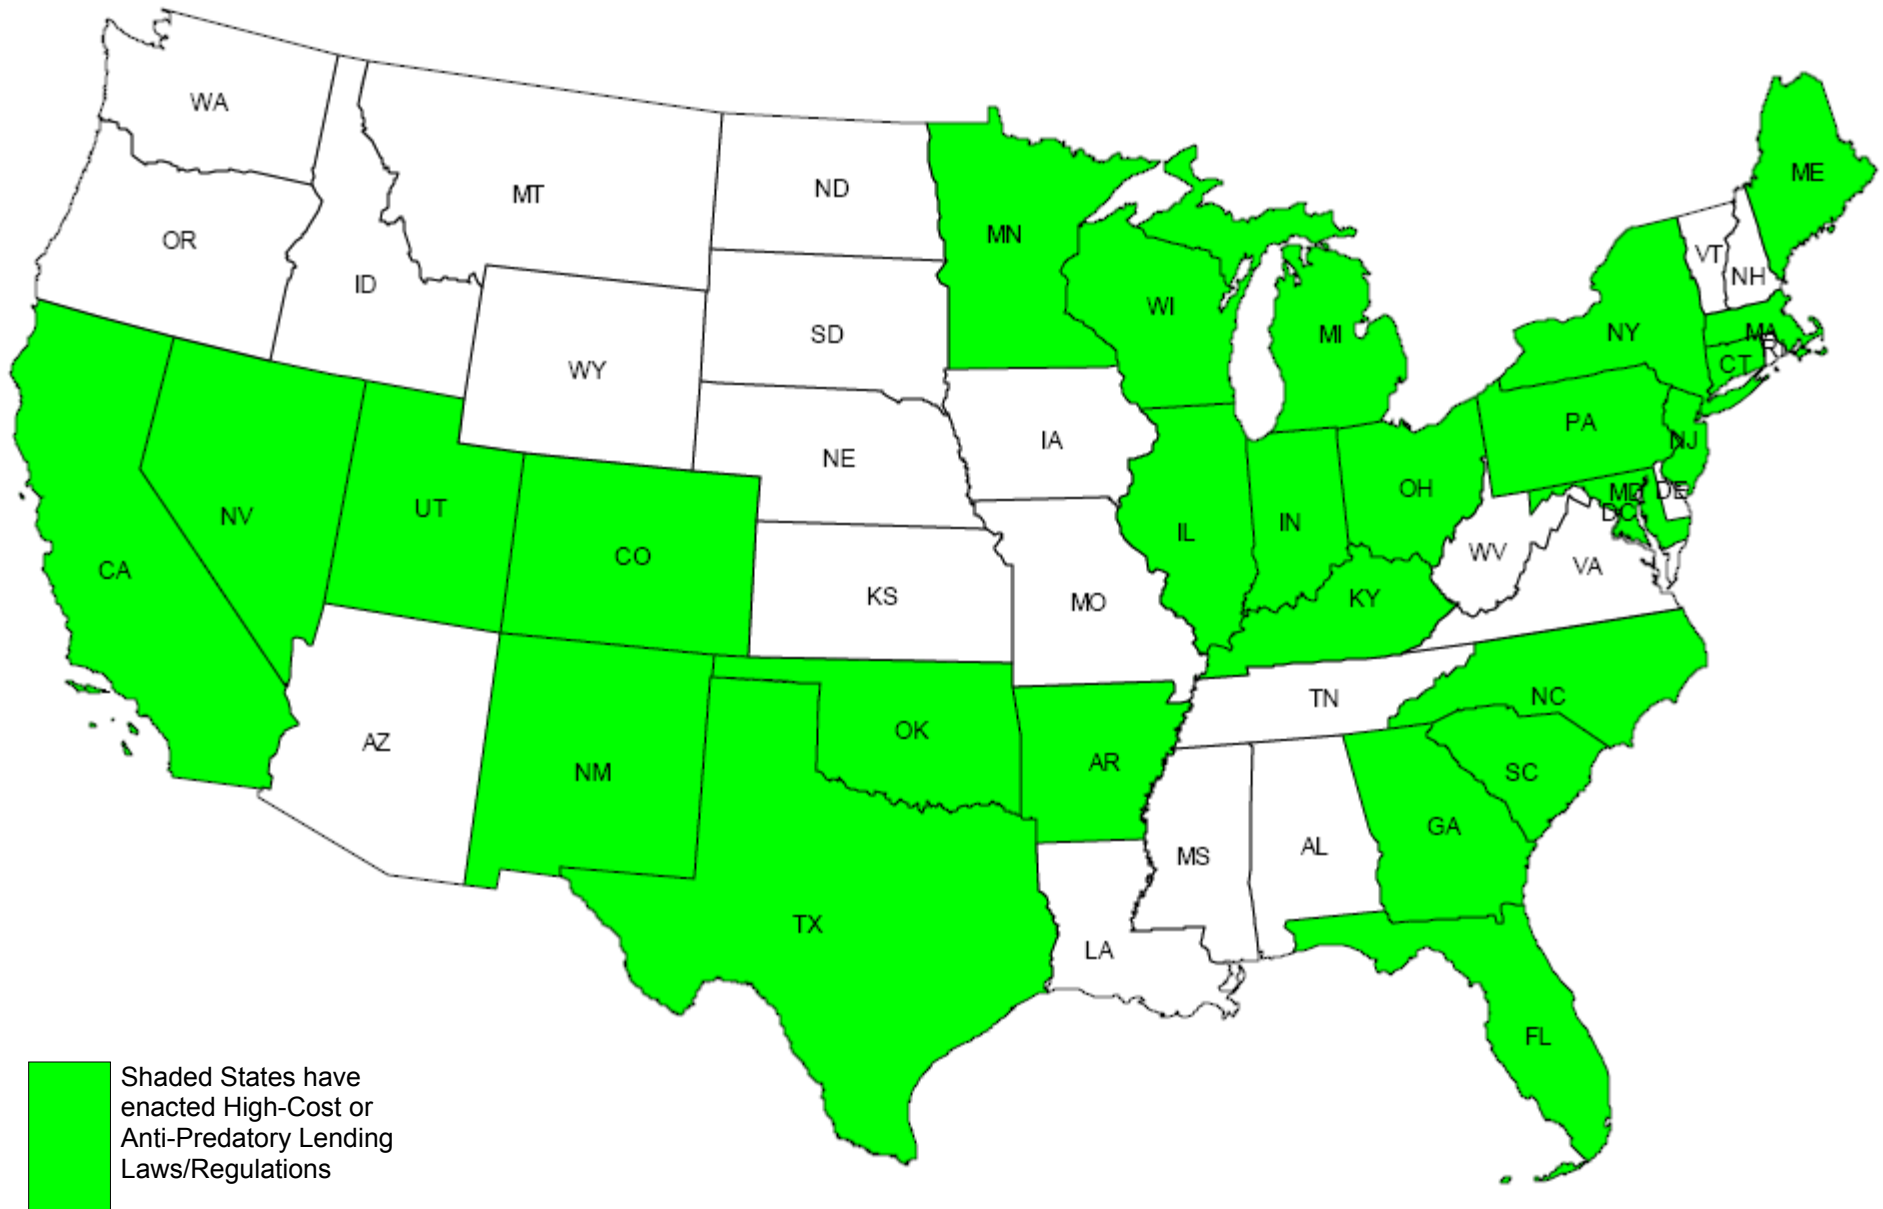 WA
ME
ND
MT
MN
OR
VT
NH
ID
WI
SD
NY
MA
MI
RI
CT
WY
PA
IA
NJ
NE
OH
MD
DE
UT
DC
NV
IN
IL
WV
CO
VA
CA
KS
KY
MO
NC
TN
OK
AZ
AR
NM
SC
GA
AL
MS
TX
LA
FL
Shaded States have
enacted High-Cost or
Anti-Predatory Lending
Laws/Regulations